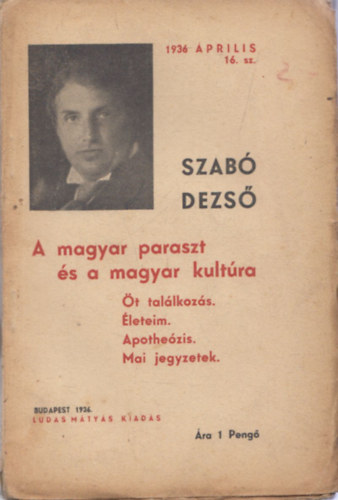 1936 ÁPRILIS
16. sz.
2
SZABÓ
DEZSŐ
A magyar paraszt
és a magyar kultúra
Öt találkozás.
Életeim.
Apotheózis.
Mai jegyzetek.
BUDAPEST 1936.
LUDAS MÁTYÁS KIADÁS
Ára 1 Pengő